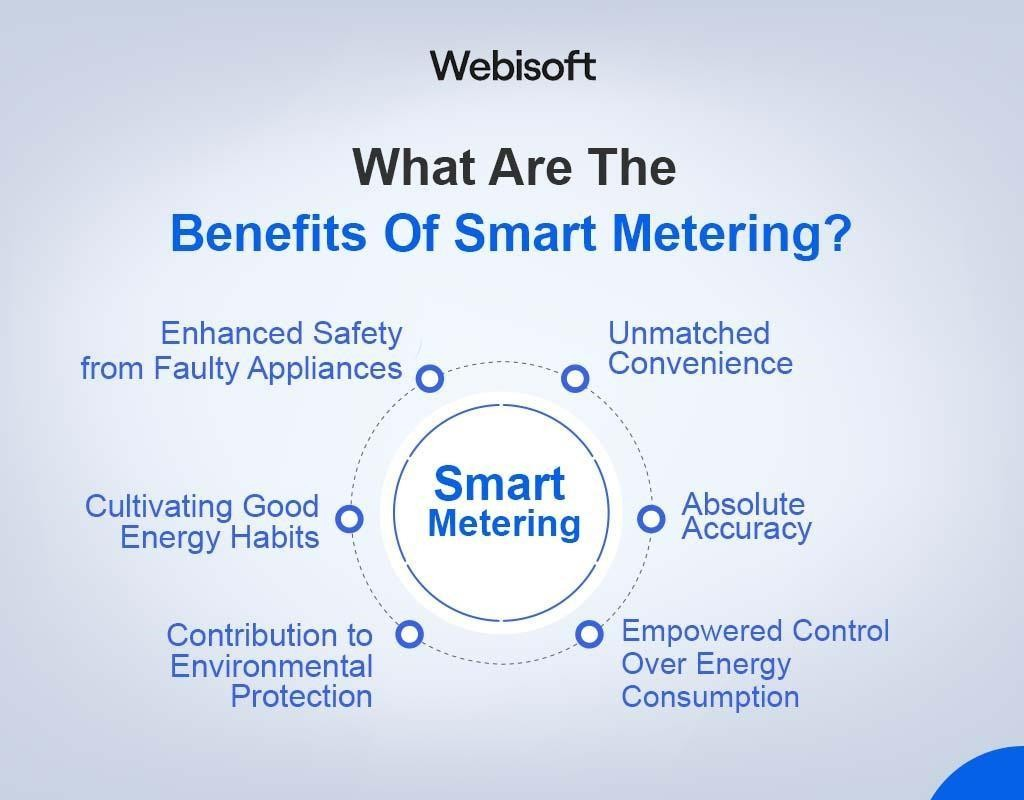 Webisoft
What Are The
Benefits Of Smart Metering?
Enhanced Safety
from Faulty Appliances
Unmatched
Convenience
Smart
Metering
Cultivating Good
Energy Habits
Absolute
Accuracy
Contribution to
Environmental
Protection
Empowered Control
Over Energy
Consumption